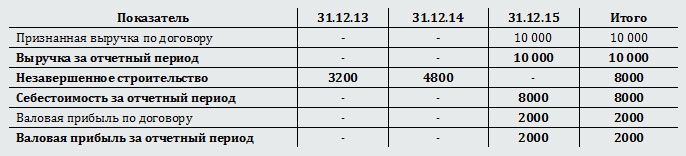 Показатель 31.12.13 31.12.14 31.12.15 Итого
Признанная выручка по договору - - 10 000 10 000
Выручка за отчетный период - - 10 000 10 000
Незавершенное строительство 3200 4800 - 8000
Себестоимость за отчетный период - - 8000 8000
Валовая прибыль по договору - - 2000 2000
Валовая прибыль за отчетный период - - 2000 2000